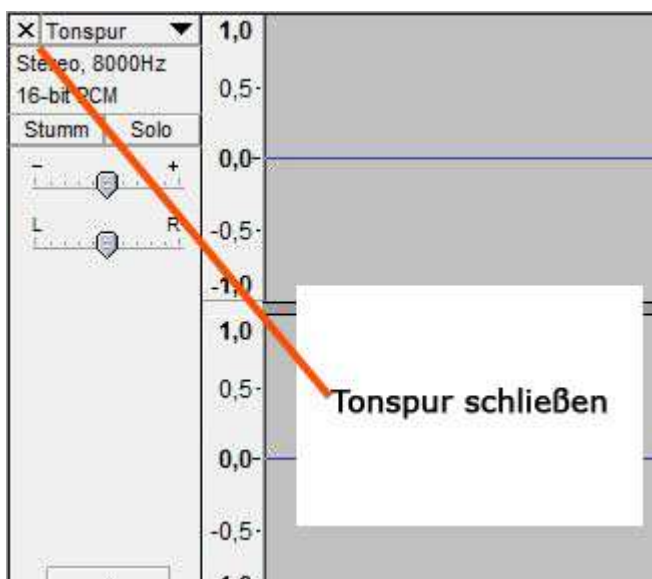 X Tonspur
Stereo, 8000Hz
16-bit PCM
Stumm Solo
- +
L R
1,0
0,5
0,0
-0,5
-1,0
1,0
0,5
0,0
-0,5
Tonspur schließen